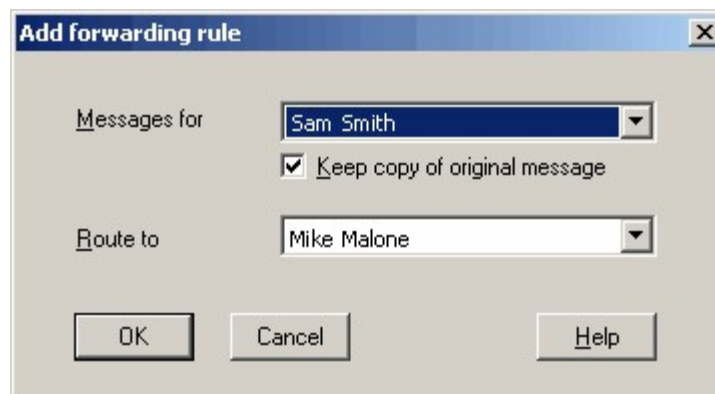 Add forwarding rule
Messages for
Sam Smith
Keep copy of original message
Route to
Mike Malone
OK
Cancel
Help